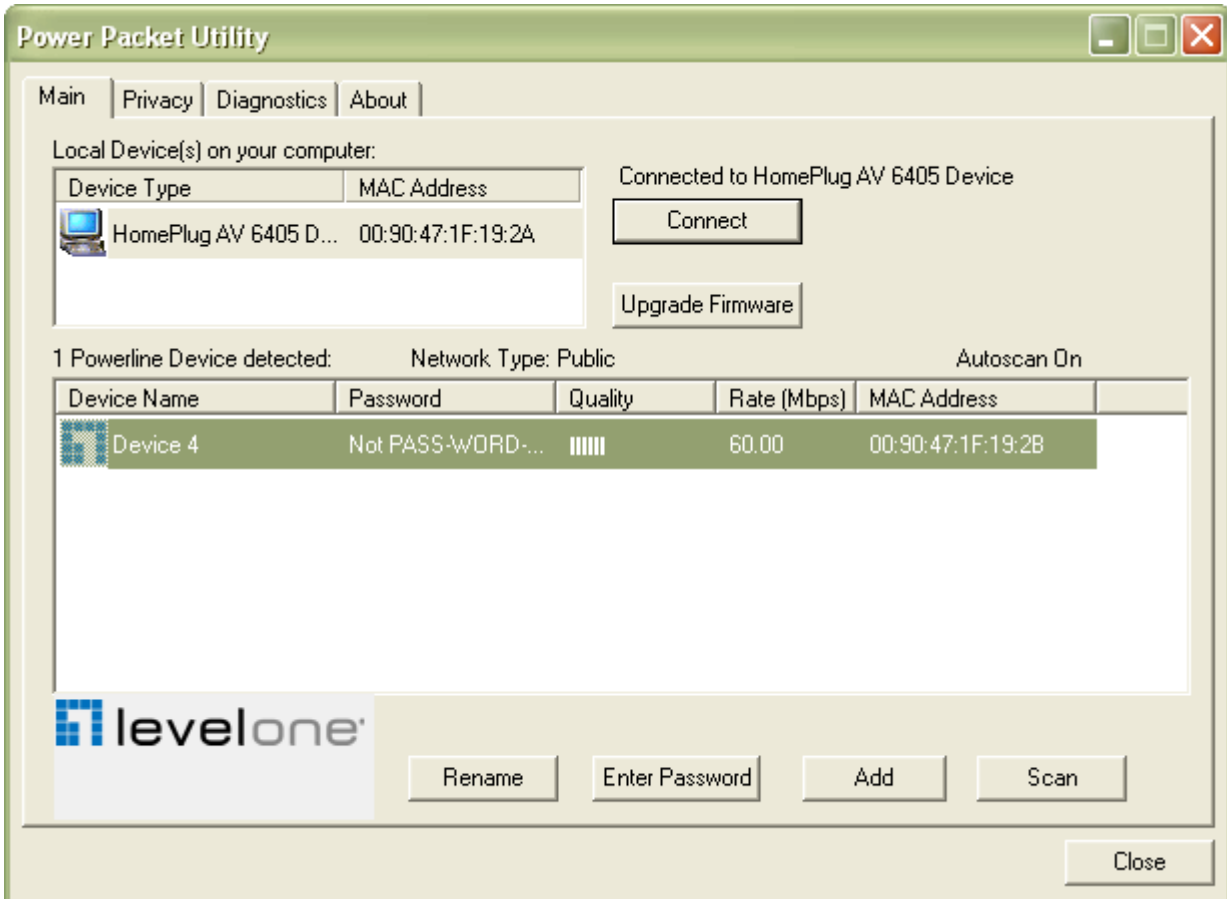 Power Packet Utility
Main Privacy Diagnostics About
Local Device(s) on your computer:
Device Type MAC Address
HomePlug AV 6405 D... 00:90:47:1F:19:2A
Connected to HomePlug AV 6405 Device
Connect
Upgrade Firmware
1 Powerline Device detected: Network Type: Public Autoscan On
Device Name Password Quality Rate (Mbps) MAC Address
Device 4 Not PASS-WORD-... 60.00 00:90:47:1F:19:2B
levelone
Rename Enter Password Add Scan
Close